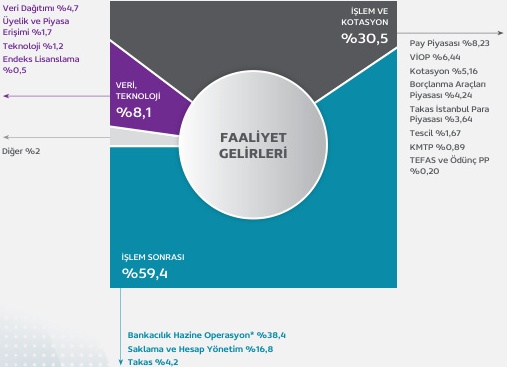 Veri Dağıtımı %4,7
Üyelik ve Piyasa
Erişimi %1,7
Teknoloji %1,2
Endeks Lisanslama
%0,5
Diğer %2
VERİ,
TEKNOLOJİ
%8,1
İŞLEM VE
KOTASYON
%30,5
FAALİYET
GELİRLERİ
İŞLEM SONRASI
%59,4
Pay Piyasası %8,23
VİOP %6,44
Kotasyon %5,16
Borçlanma Araçları
Piyasası %4,24
Takas İstanbul Para
Piyasası %3,64
Tescil %1,67
KMTP %0,89
TEFAS ve Ödünç PP
%0,20
Bankacılık Hazine Operasyon* %38,4
Saklama ve Hesap Yönetim %16,8
Takas %4,2